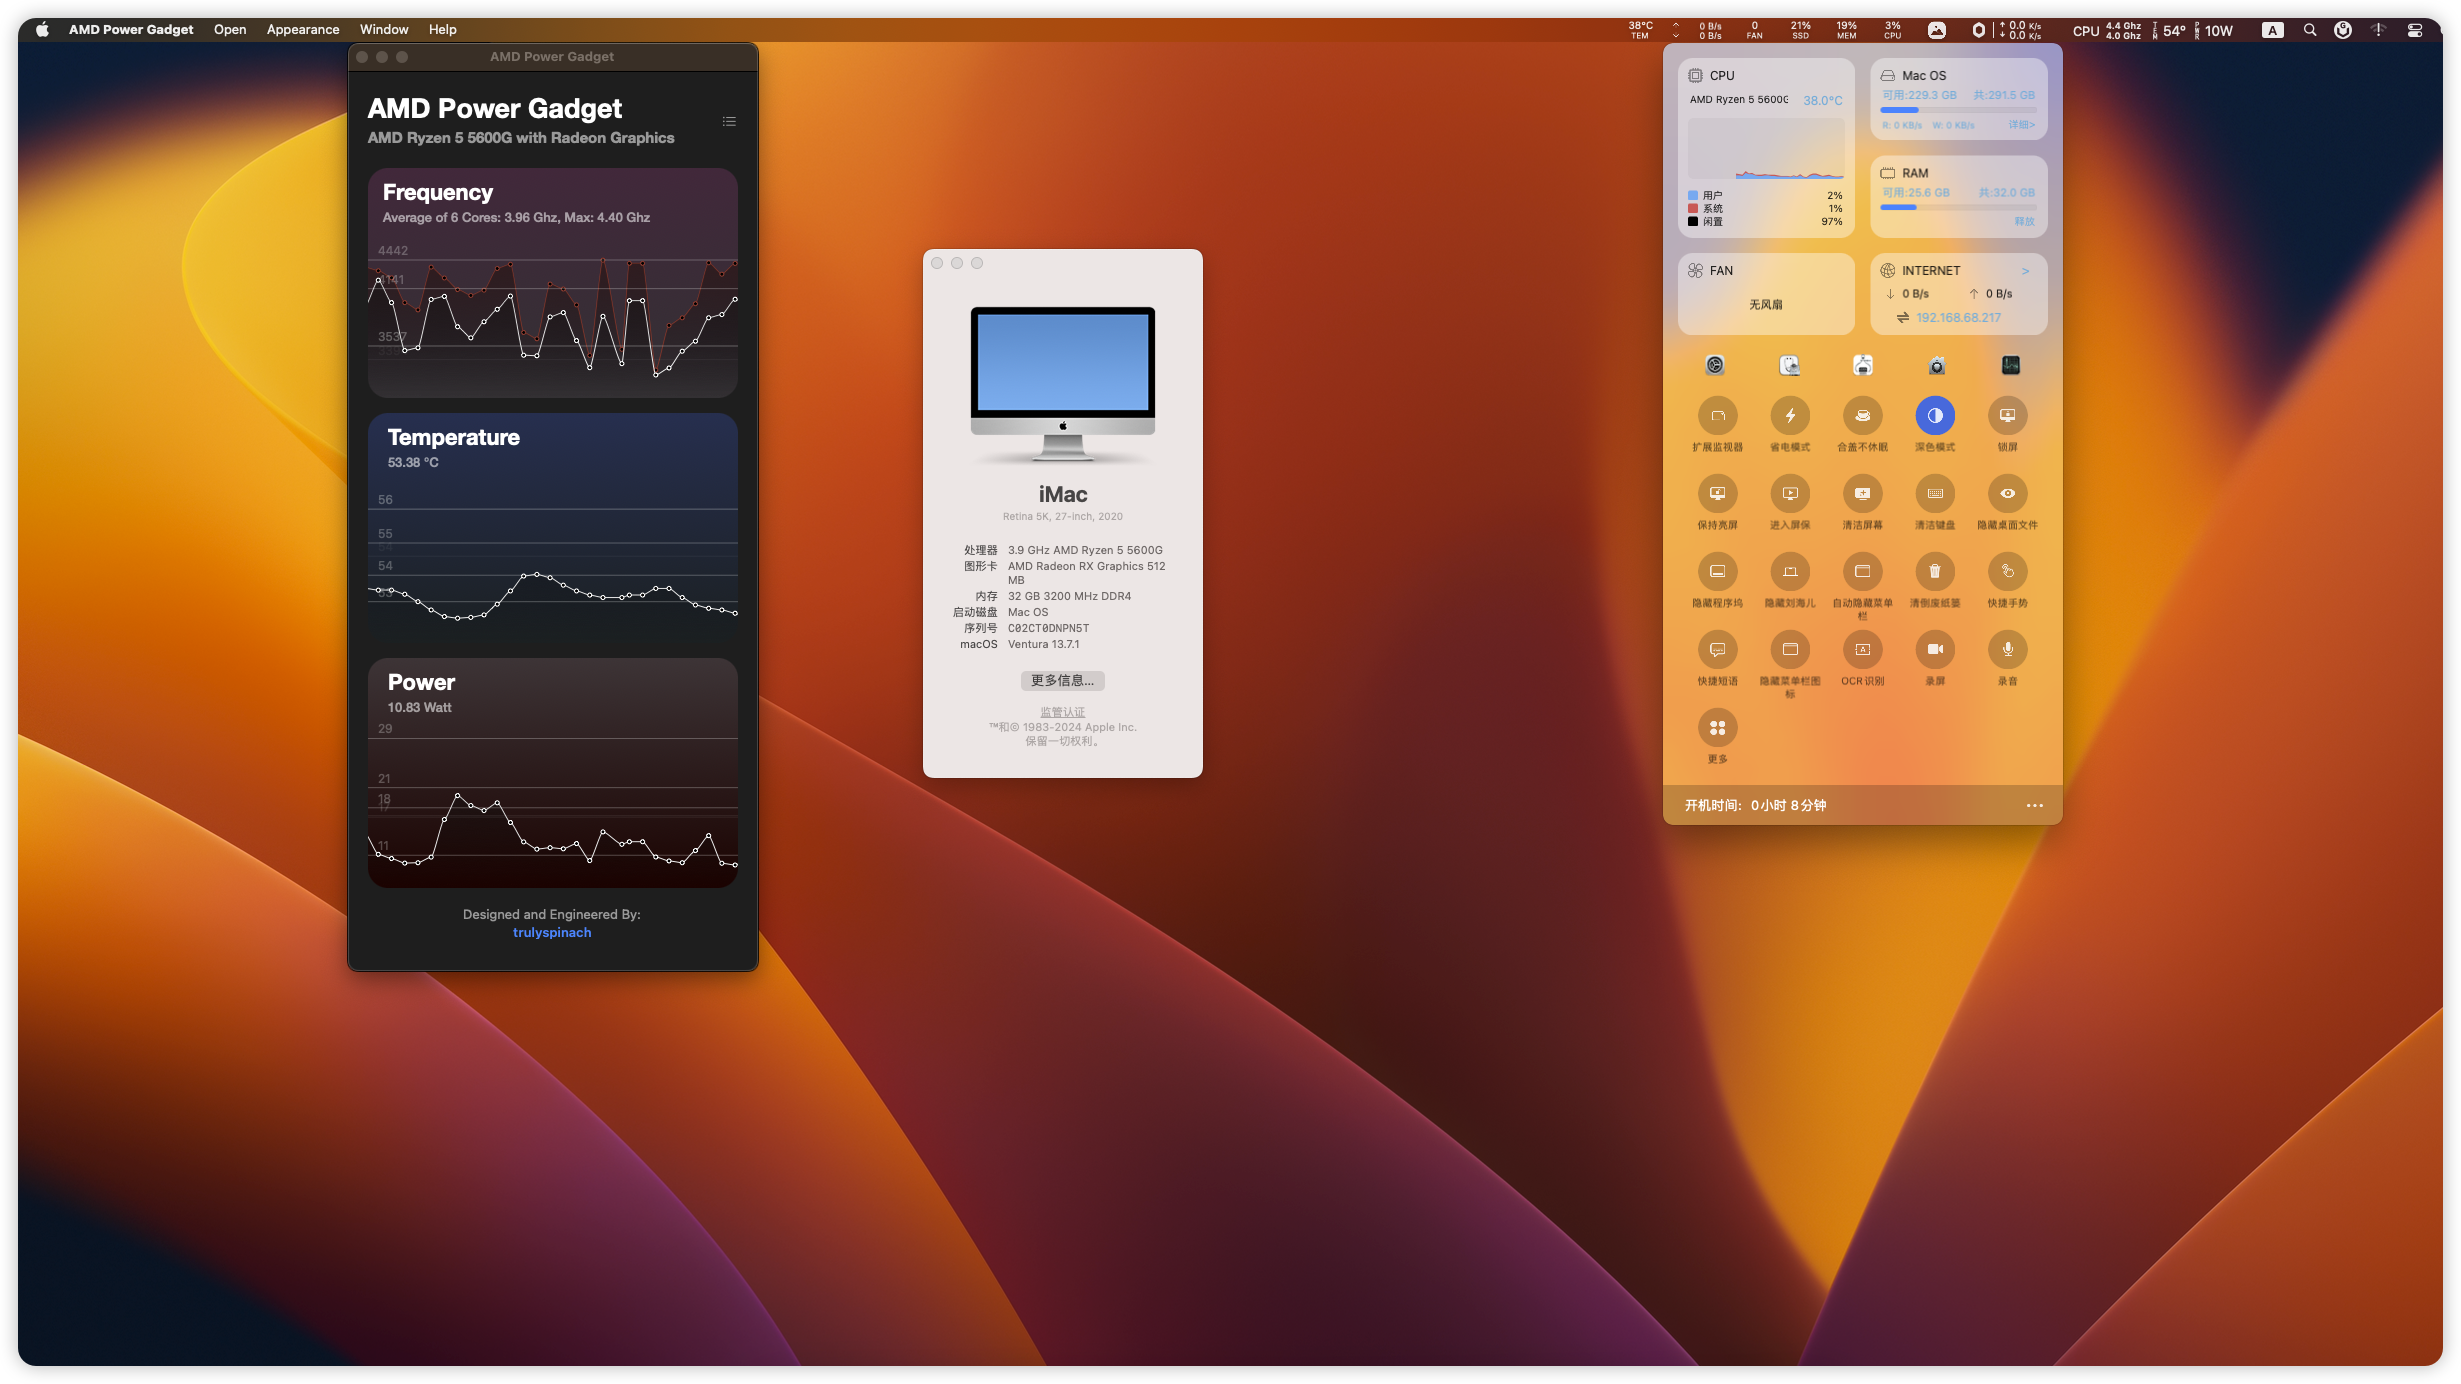 AMD Power Gadget Open Appearance Window Help
38°C TEM
0 B/s 0 B/s
0 FAN
21% SSD
19% MEM
3% CPU
↑ 0.0 K/s ↓ 0.0 K/s
CPU 4.4 Ghz 4.0 Ghz TEM 54° PWR 10W
A
AMD Power Gadget
AMD Power Gadget
AMD Ryzen 5 5600G with Radeon Graphics
Frequency
Average of 6 Cores: 3.96 Ghz, Max: 4.40 Ghz
4442
4141
3537
Temperature
53.38 °C
56
55
54
53
Power
10.83 Watt
29
21
18
11
Designed and Engineered By:
trulyspinach
iMac
Retina 5K, 27-inch, 2020
处理器 3.9 GHz AMD Ryzen 5 5600G
图形卡 AMD Radeon RX Graphics 512
MB
内存 32 GB 3200 MHz DDR4
启动磁盘 Mac OS
序列号 C02CT0DNPN5T
macOS Ventura 13.7.1
更多信息...
监管认证
™和© 1983-2024 Apple Inc.
保留一切权利。
CPU
AMD Ryzen 5 5600G 38.0°C
用户 2%
系统 1%
闲置 97%
Mac OS
可用:229.3 GB 共:291.5 GB
R: 0 KB/s W: 0 KB/s 详细>
RAM
可用:25.6 GB 共:32.0 GB
释放
FAN
无风扇
INTERNET >
↓ 0 B/s ↑ 0 B/s
192.168.68.217
扩展监视器 省电模式 合盖不休眠 深色模式 锁屏
保持亮屏 进入屏保 清洁屏幕 清洁键盘 隐藏桌面文件
隐藏程序坞 隐藏刘海儿 自动隐藏菜单栏 清倒废纸篓 快捷手势
快捷短语 隐藏菜单栏图标 OCR识别 录屏 录音
更多
开机时间: 0小时 8分钟